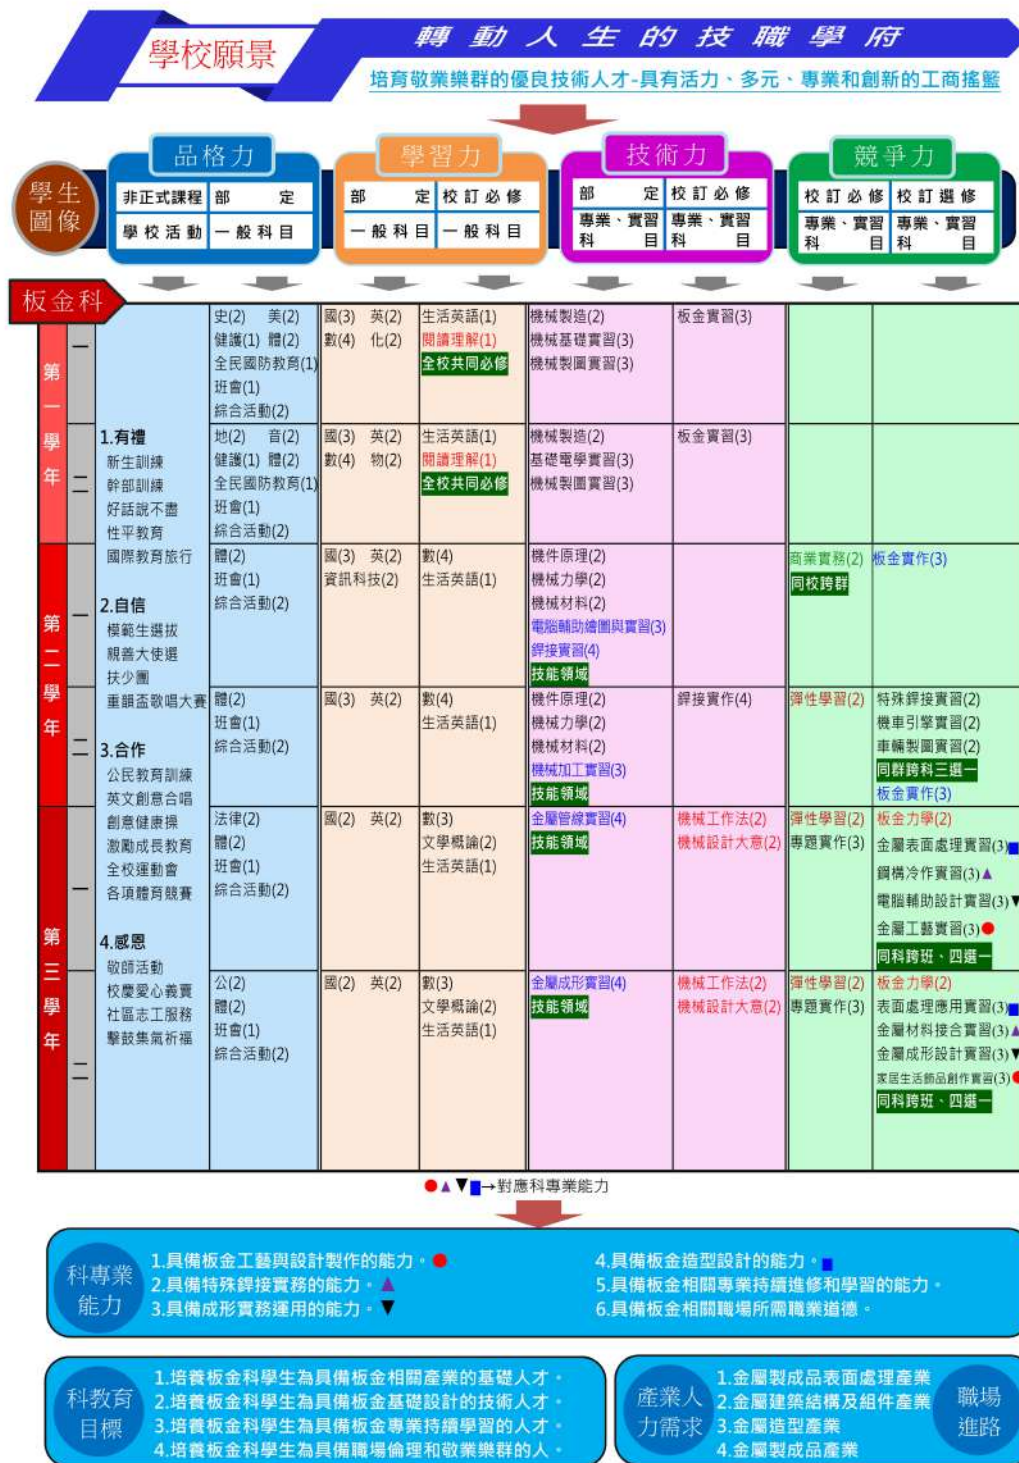 學校願景
轉動人生的技職學府
培育敬業樂群的優良技術人才-具有活力、多元、專業和創新的工商搖籃
學生圖像
品格力
非正式課程 部定
學校活動 一般科目
學習力
部定 校訂必修
一般科目 一般科目
技術力
部定 校訂必修
專業、實習科目 專業、實習科目
競爭力
校訂必修 校訂選修
專業、實習科目 專業、實習科目
板金科
1.有禮
新生訓練
幹部訓練
好話說不盡
性平教育
國際教育旅行
2.自信
模範生選拔
親善大使選
扶少團
重韻盃歌唱大賽
3.合作
公民教育訓練
英文創意合唱
創意健康操
激勵成長教育
全校運動會
各項體育競賽
4.感恩
敬師活動
校慶愛心義賣
社區志工服務
擊鼓集氣祈福
第一學年
一
史(2) 美(2)
健護(1) 體(2)
全民國防教育(1)
班會(1)
綜合活動(2)
國(3) 英(2)
數(4) 化(2)
生活英語(1)
閱讀理解(1)
全校共同必修
機械製造(2)
機械基礎實習(3)
機械製圖實習(3)
板金實習(3)
二
地(2) 音(2)
健護(1) 體(2)
全民國防教育(1)
班會(1)
綜合活動(2)
國(3) 英(2)
數(4) 物(2)
生活英語(1)
閱讀理解(1)
全校共同必修
機械製造(2)
基礎電學實習(3)
機械製圖實習(3)
板金實習(3)
第二學年
一
體(2)
班會(1)
綜合活動(2)
國(3) 英(2)
資訊科技(2)
數(4)
生活英語(1)
機件原理(2)
機械力學(2)
機械材料(2)
電腦輔助繪圖與實習(3)
銲接實習(4)
技能領域
商業實務(2)
同校跨群
板金實作(3)
二
體(2)
班會(1)
綜合活動(2)
國(3) 英(2)
數(4)
生活英語(1)
機件原理(2)
機械力學(2)
機械材料(2)
機械加工實習(3)
技能領域
銲接實作(4)
彈性學習(2)
特殊銲接實習(2)
機車引擎實習(2)
車輛製圖實習(2)
同群跨科三選一
板金實作(3)
第三學年
一
法律(2)
體(2)
班會(1)
綜合活動(2)
國(2) 英(2)
數(3)
文學概論(2)
生活英語(1)
金屬管線實習(4)
技能領域
機械工作法(2)
機械設計大意(2)
彈性學習(2)
專題實作(3)
板金力學(2)
金屬表面處理實習(3)■
鋼構冷作實習(3)▲
電腦輔助設計實習(3)▼
金屬工藝實習(3)●
同科跨班、四選一
二
公(2)
體(2)
班會(1)
綜合活動(2)
國(2) 英(2)
數(3)
文學概論(2)
生活英語(1)
金屬成形實習(4)
技能領域
機械工作法(2)
機械設計大意(2)
彈性學習(2)
專題實作(3)
板金力學(2)
表面處理應用實習(3)■
金屬材料接合實習(3)▲
金屬成形設計實習(3)▼
家居生活飾品創作實習(3)●
同科跨班、四選一
●▲▼■→對應科專業能力
科專業能力
1.具備板金工藝與設計製作的能力。●
2.具備特殊銲接實務的能力。▲
3.具備成形實務運用的能力。▼
4.具備板金造型設計的能力。■
5.具備板金相關專業持續進修和學習的能力。
6.具備板金相關職場所需職業道德。
科教育目標
1.培養板金科學生為具備板金相關產業的基礎人才。
2.培養板金科學生為具備板金基礎設計的技術人才。
3.培養板金科學生為具備板金專業持續學習的人才。
4.培養板金科學生為具備職場倫理和敬業樂群的人。
產業人力需求
1.金屬製成品表面處理產業
2.金屬建築結構及組件產業
3.金屬造型產業
4.金屬製成品產業
職場進路